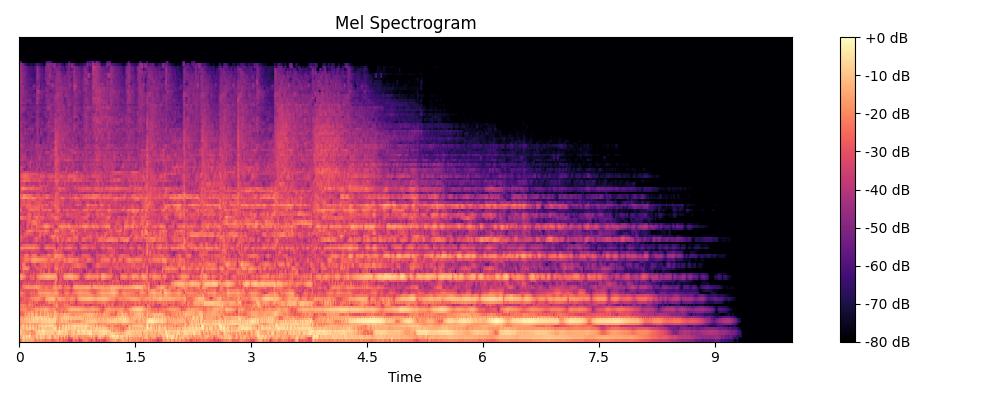 Mel Spectrogram
+0 dB
-10 dB
-20 dB
-30 dB
-40 dB
-50 dB
-60 dB
-70 dB
-80 dB
0 1.5 3 4.5 6 7.5 9
Time